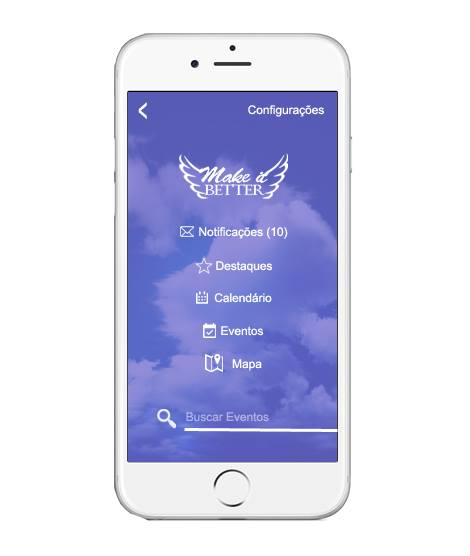 Configurações
Make it
BETTER
Notificações (10)
Destaques
Calendário
Eventos
Mapa
Buscar Eventos